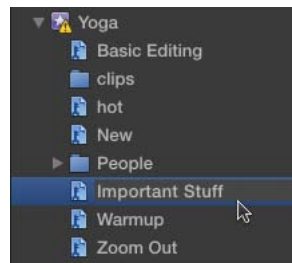 Yoga
Basic Editing
clips
hot
New
People
Important Stuff
Warmup
Zoom Out